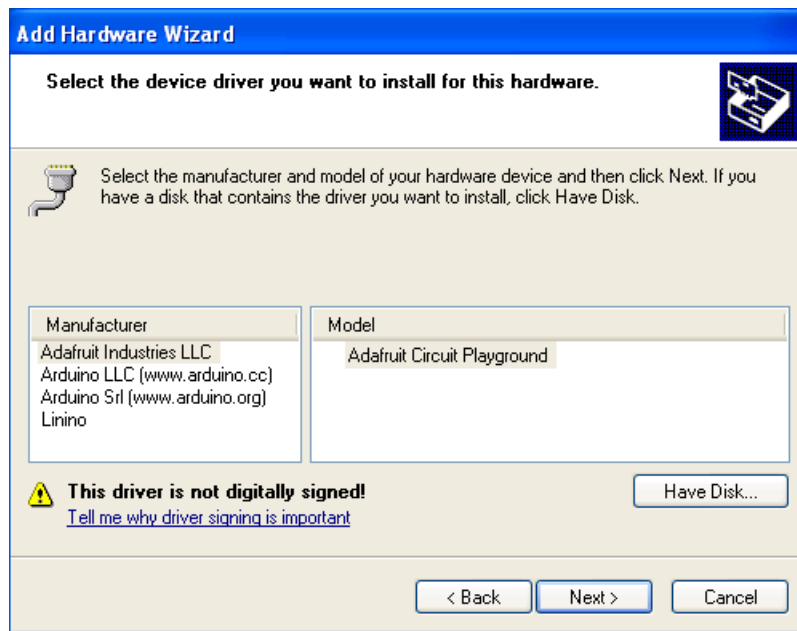 Add Hardware Wizard
Select the device driver you want to install for this hardware.
Select the manufacturer and model of your hardware device and then click Next. If you
have a disk that contains the driver you want to install, click Have Disk.
Manufacturer
Adafruit Industries LLC
Arduino LLC (www.arduino.cc)
Arduino Srl (www.arduino.org)
Linino
Model
Adafruit Circuit Playground
This driver is not digitally signed!
Tell me why driver signing is important
Have Disk...
< Back
Next >
Cancel